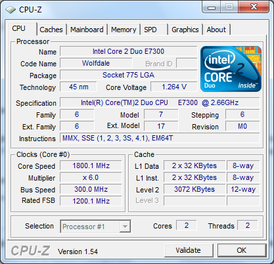 CPU-Z
CPU Caches Mainboard Memory SPD Graphics About
Processor
Name Intel Core 2 Duo E7300
Code Name Wolfdale Brand ID
Package Socket 775 LGA
Technology 45 nm Core Voltage 1.264 V
intel
CORE 2
Duo inside
Specification Intel(R) Core(TM)2 Duo CPU E7300 @ 2.66GHz
Family 6 Model 7 Stepping 6
Ext. Family 6 Ext. Model 17 Revision M0
Instructions MMX, SSE (1, 2, 3, 3S, 4.1), EM64T
Clocks (Core #0)
Core Speed 1800.1 MHz
Multiplier x 6.0
Bus Speed 300.0 MHz
Rated FSB 1200.1 MHz
Cache
L1 Data 2 x 32 KBytes 8-way
L1 Inst. 2 x 32 KBytes 8-way
Level 2 3072 KBytes 12-way
Level 3
Selection Processor #1 Cores 2 Threads 2
CPU-Z Version 1.54 Validate OK